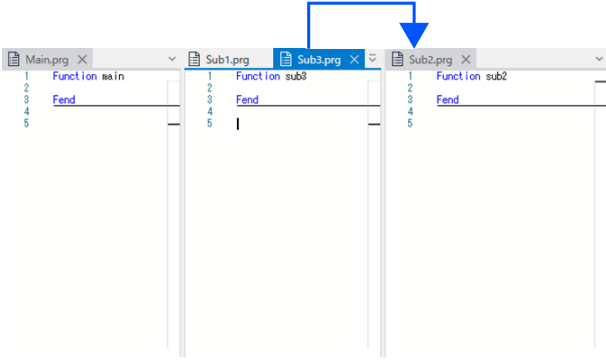 Main.prg
1 Function main
2
3 Fend
4
5
Sub1.prg Sub3.prg
1 Function sub3
2
3 Fend
4
5
Sub2.prg
1 Function sub2
2
3 Fend
4
5